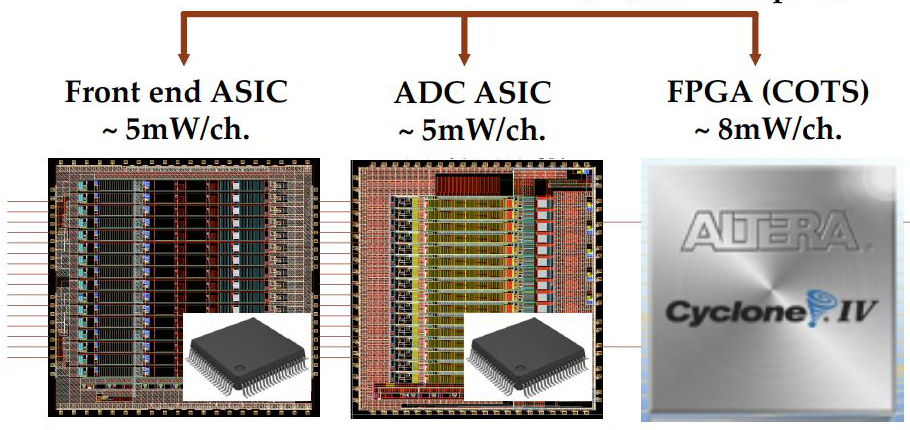 Front end ASIC
~ 5mW/ch.
ADC ASIC
~ 5mW/ch.
FPGA (COTS)
~ 8mW/ch.
ALTERA
Cyclone IV